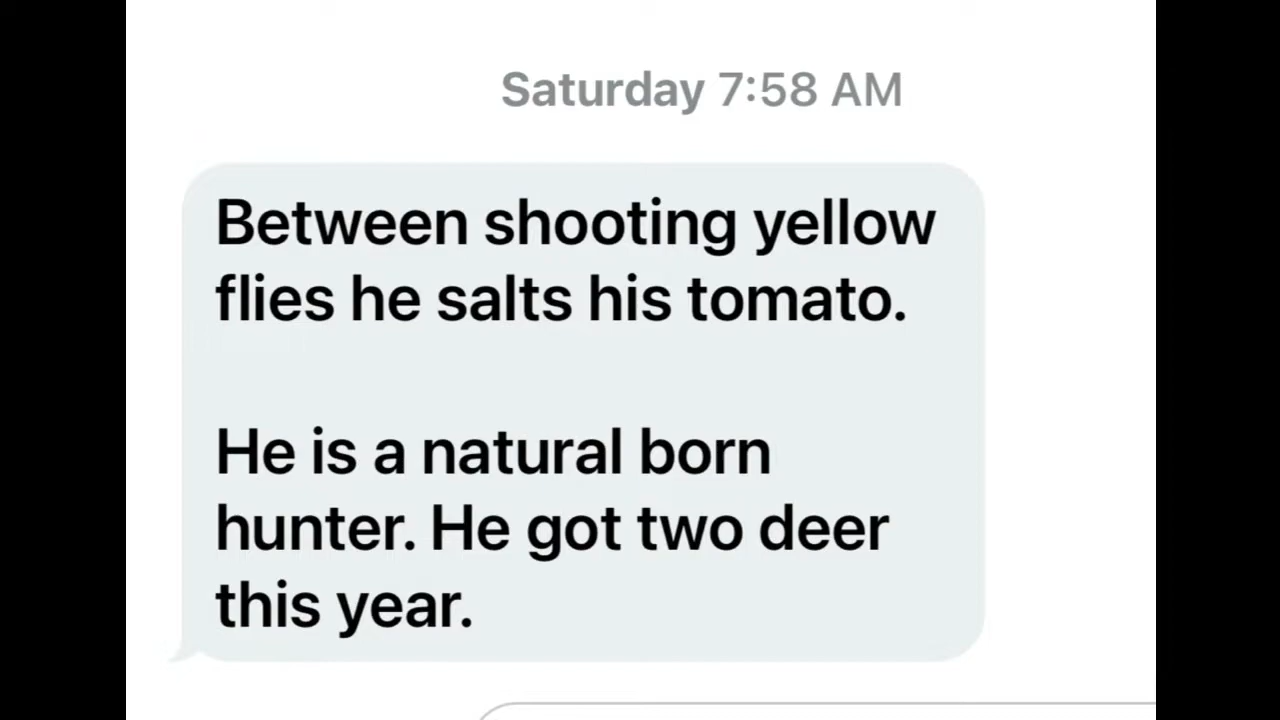 Saturday 7:58 AM
Between shooting yellow
flies he salts his tomato.
He is a natural born
hunter. He got two deer
this year.